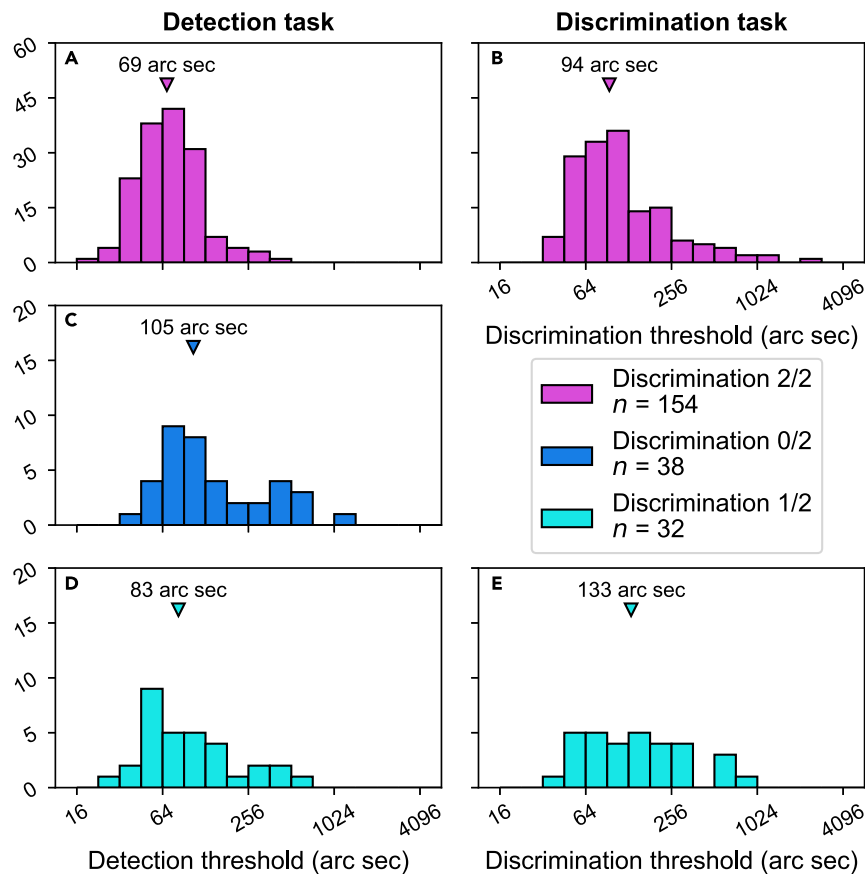 Detection task
Discrimination task
A
69 arc sec
60
45
30
15
0
B
94 arc sec
16
64
256
1024
4096
Discrimination threshold (arc sec)
C
105 arc sec
20
15
10
5
0
Discrimination 2/2
n = 154
Discrimination 0/2
n = 38
Discrimination 1/2
n = 32
D
83 arc sec
20
15
10
5
0
16
64
256
1024
4096
Detection threshold (arc sec)
E
133 arc sec
16
64
256
1024
4096
Discrimination threshold (arc sec)